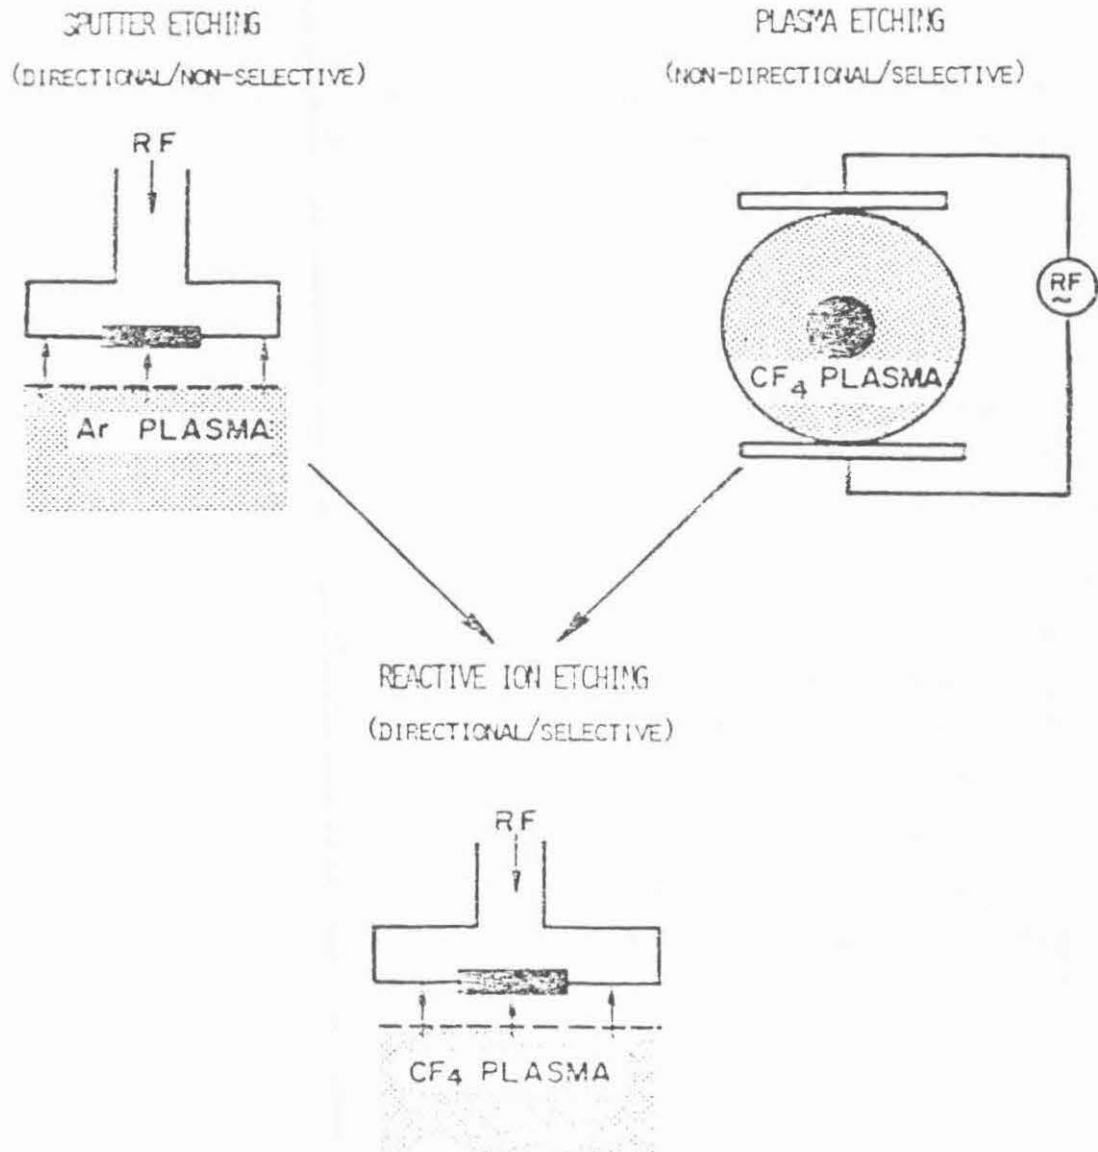 SPUTTER ETCHING
(DIRECTIONAL/NON-SELECTIVE)
RF
Ar PLASMA
PLASMA ETCHING
(NON-DIRECTIONAL/SELECTIVE)
RF
~
CF₄ PLASMA
REACTIVE ION ETCHING
(DIRECTIONAL/SELECTIVE)
RF
CF₄ PLASMA